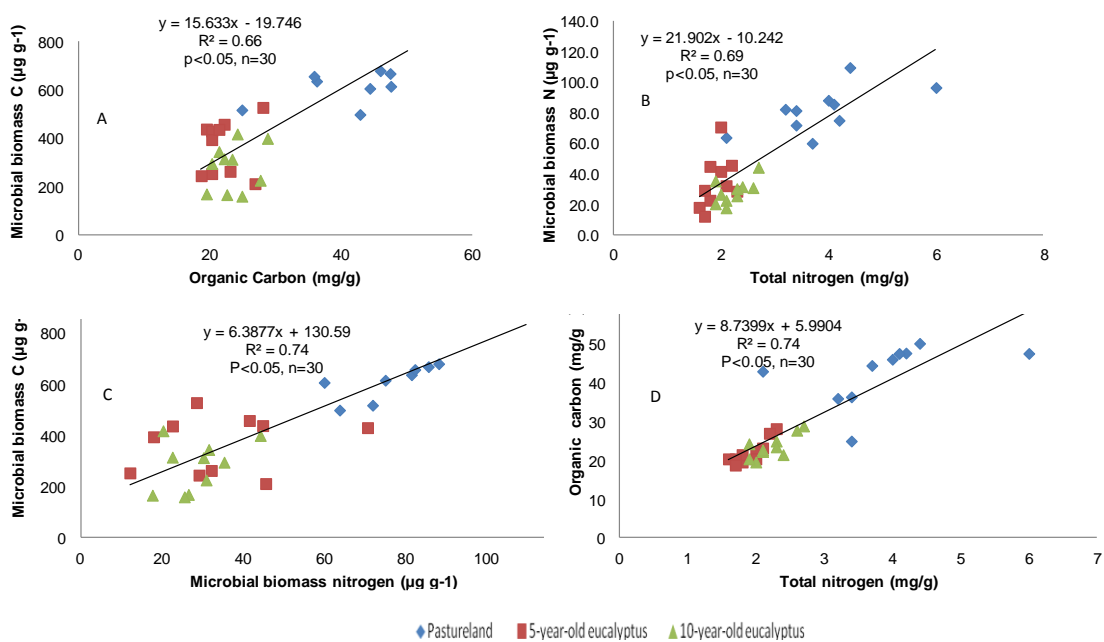 y = 15.633x - 19.746
R² = 0.66
p<0.05, n=30
Microbial biomass C (µg g-1)
800
600
400
200
0
A
0 20 40 60
Organic Carbon (mg/g)
y = 21.902x - 10.242
R² = 0.69
p<0.05, n=30
Microbial biomass N (µg g-1)
140.0
120.0
100.0
80.0
60.0
40.0
20.0
0.0
B
0 2 4 6 8
Total nitrogen (mg/g)
y = 6.3877x + 130.59
R² = 0.74
P<0.05, n=30
Microbial biomass C (µg g-
800
600
400
200
0
C
0 20 40 60 80 100
Microbial biomass nitrogen (µg g-1)
y = 8.7399x + 5.9904
R² = 0.74
P<0.05, n=30
Organic carbon (mg/g
50
40
30
20
10
0
D
0 1 2 3 4 5 6 7
Total nitrogen (mg/g)
Pastureland 5-year-old eucalyptus 10-year-old eucalyptus